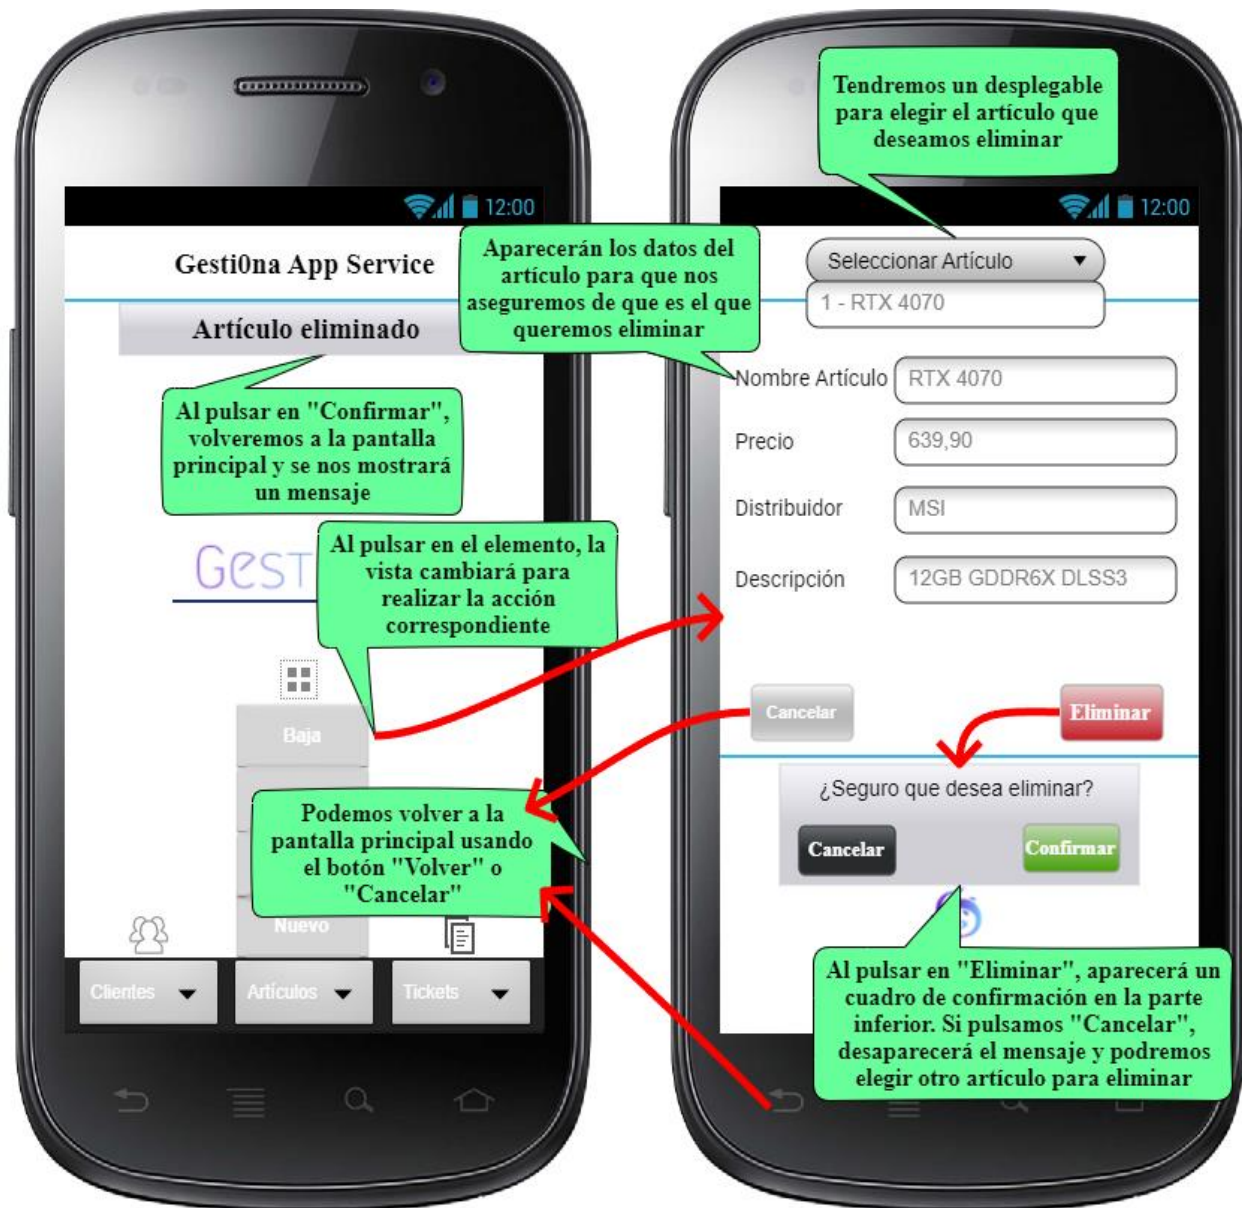 12:00
Gesti0na App Service
Artículo eliminado
Al pulsar en "Confirmar",
volveremos a la pantalla
principal y se nos mostrará
un mensaje
GEST
Al pulsar en el elemento, la
vista cambiará para
realizar la acción
correspondiente
Baja
Podemos volver a la
pantalla principal usando
el botón "Volver" o
"Cancelar"
Nuevo
Clientes
Artículos
Tickets
Tendremos un desplegable
para elegir el artículo que
deseamos eliminar
12:00
Aparecerán los datos del
artículo para que nos
aseguremos de que es el que
queremos eliminar
Seleccionar Artículo
1 - RTX 4070
Nombre Artículo RTX 4070
Precio 639,90
Distribuidor MSI
Descripción 12GB GDDR6X DLSS3
Cancelar
Eliminar
¿Seguro que desea eliminar?
Cancelar
Confirmar
Al pulsar en "Eliminar", aparecerá un
cuadro de confirmación en la parte
inferior. Si pulsamos "Cancelar",
desaparecerá el mensaje y podremos
elegir otro artículo para eliminar